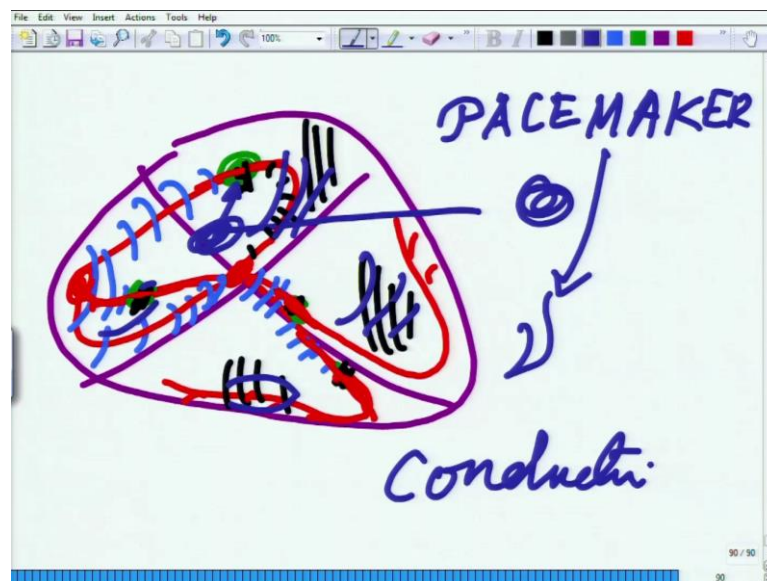 File Edit View Insert Actions Tools Help
100%
B I
PACEMAKER
Conducti
90 / 90
90